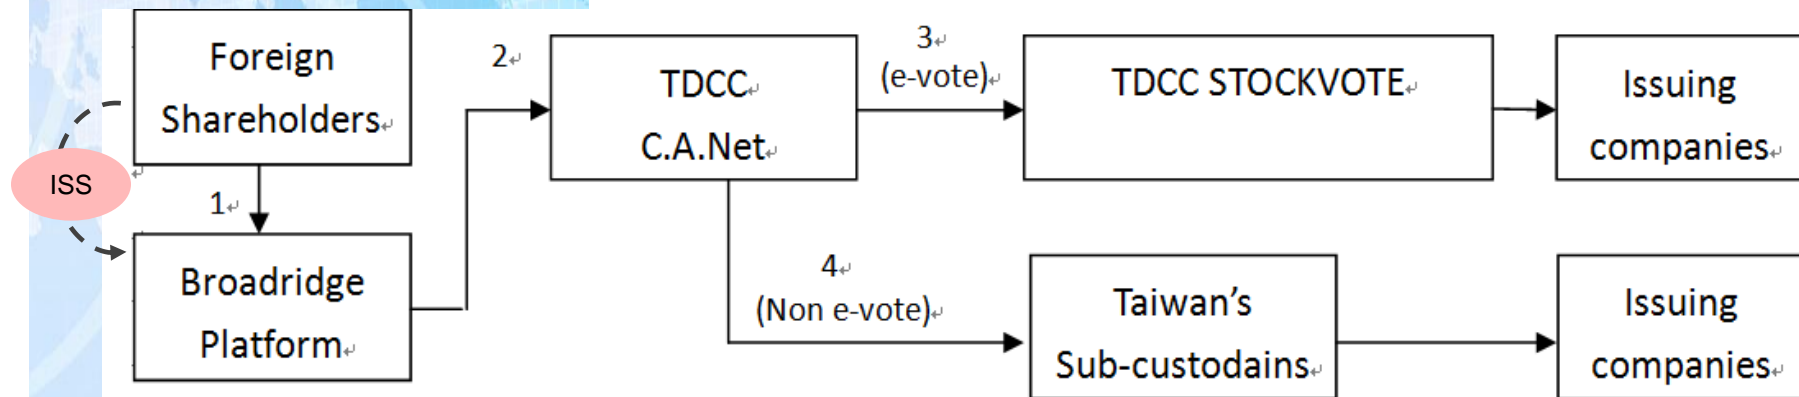 Foreign
Shareholders
ISS
1
Broadridge
Platform
2
TDCC
C.A.Net
3
(e-vote)
TDCC STOCKVOTE
Issuing
companies
4
(Non e-vote)
Taiwan’s
Sub-custodains
Issuing
companies